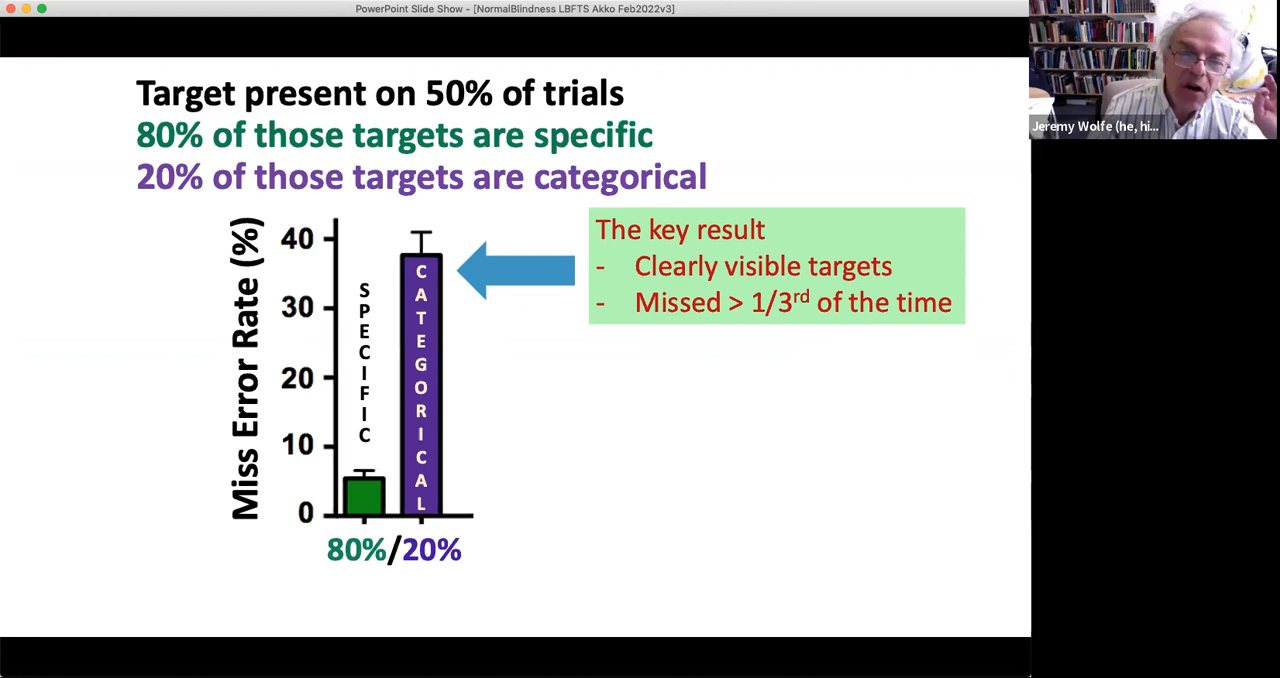 PowerPoint Slide Show - [NormalBlindness LBFTS Akko Feb2022v3]
Jeremy Wolfe (he, hi...
Target present on 50% of trials
80% of those targets are specific
20% of those targets are categorical
Miss Error Rate (%)
40
30
20
10
0
SPECIFIC
CATEGORICAL
80%/20%
The key result
- Clearly visible targets
- Missed > 1/3rd of the time